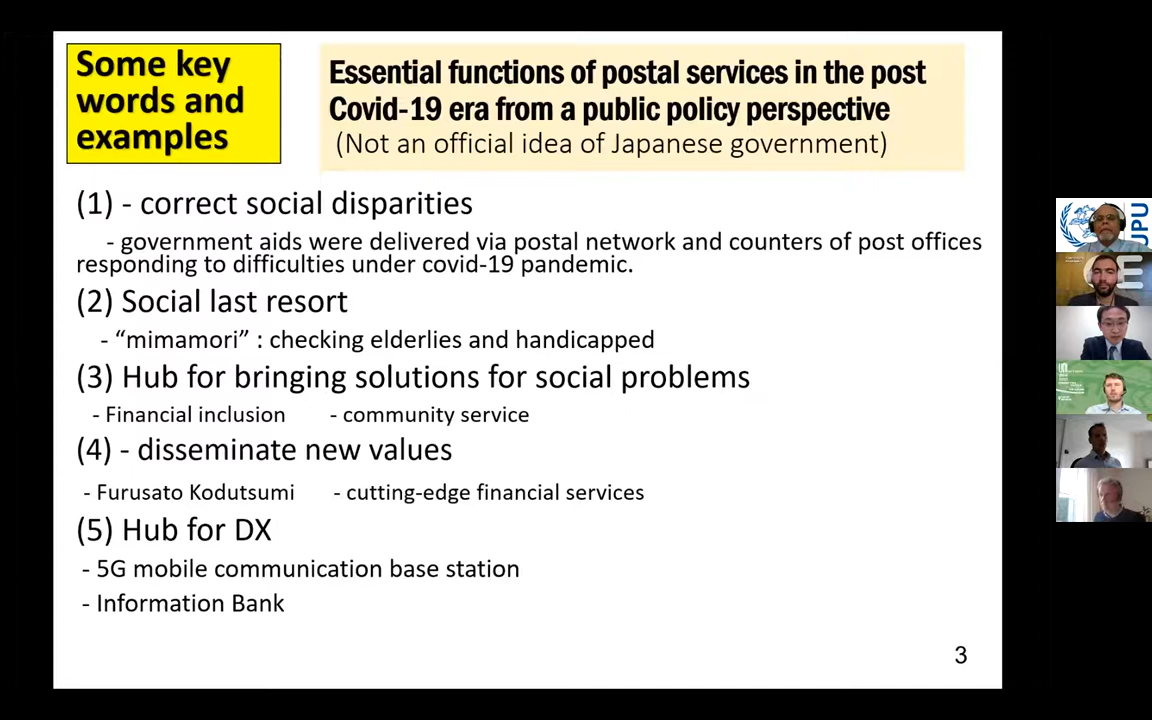 Some key
words and
examples
Essential functions of postal services in the post
Covid-19 era from a public policy perspective
(Not an official idea of Japanese government)
(1) - correct social disparities
- government aids were delivered via postal network and counters of post offices
responding to difficulties under covid-19 pandemic.
(2) Social last resort
- “mimamori” : checking elderlies and handicapped
(3) Hub for bringing solutions for social problems
- Financial inclusion - community service
(4) - disseminate new values
- Furusato Kodutsumi - cutting-edge financial services
(5) Hub for DX
- 5G mobile communication base station
- Information Bank
3
UPU